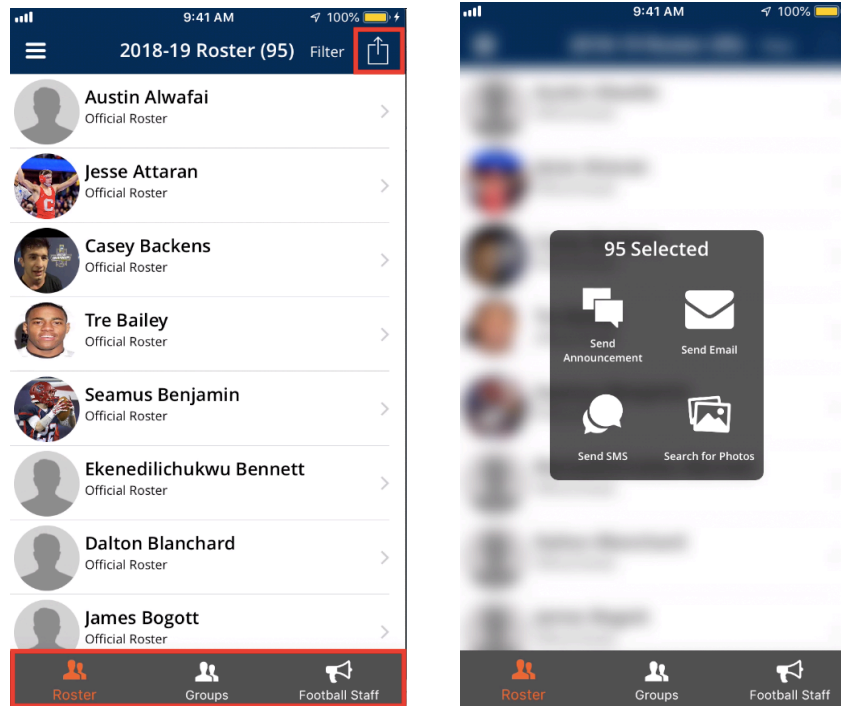 9:41 AM
100%
2018-19 Roster (95)
Filter
Austin Alwafai
Official Roster
Jesse Attaran
Official Roster
C
Casey Backens
Official Roster
Tre Bailey
Official Roster
Seamus Benjamin
Official Roster
Ekenedilichukwu Bennett
Official Roster
Dalton Blanchard
Official Roster
James Bogott
Official Roster
Roster
Groups
Football Staff
9:41 AM
100%
95 Selected
Send
Announcement
Send Email
Send SMS
Search for Photos
Roster
Groups
Football Staff